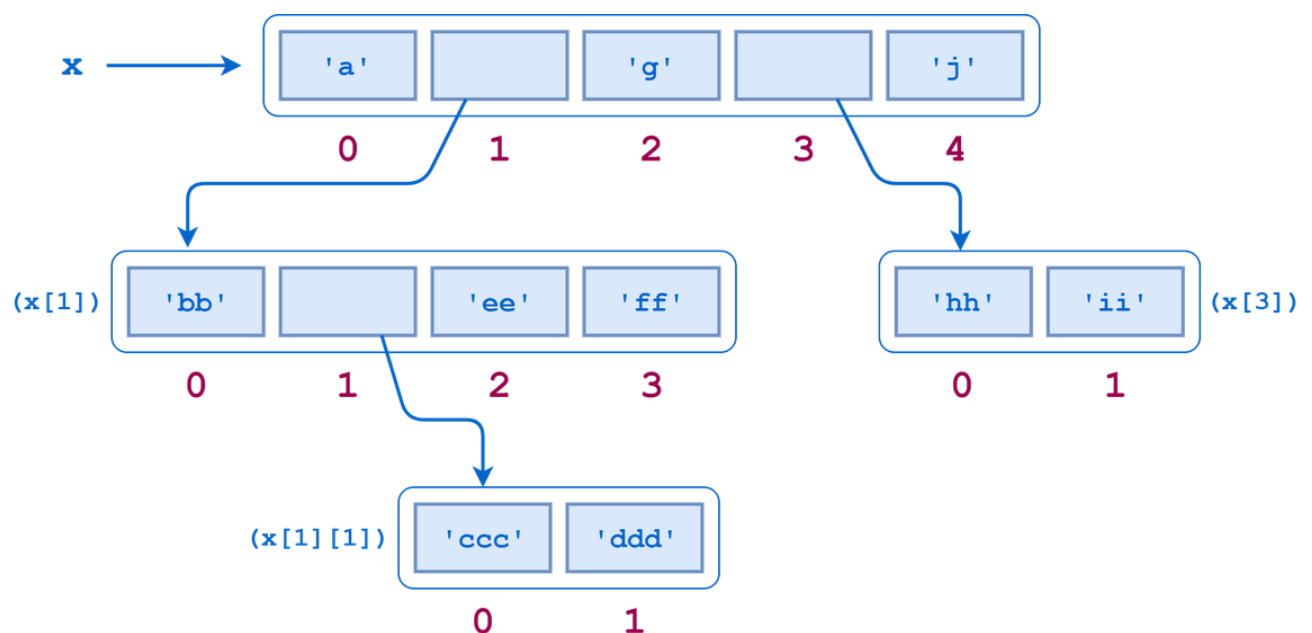 x 'a' 'g' 'j'
0 1 2 3 4
(x[1]) 'bb' 'ee' 'ff' 'hh' 'ii' (x[3])
0 1 2 3 0 1
(x[1][1]) 'ccc' 'ddd'
0 1